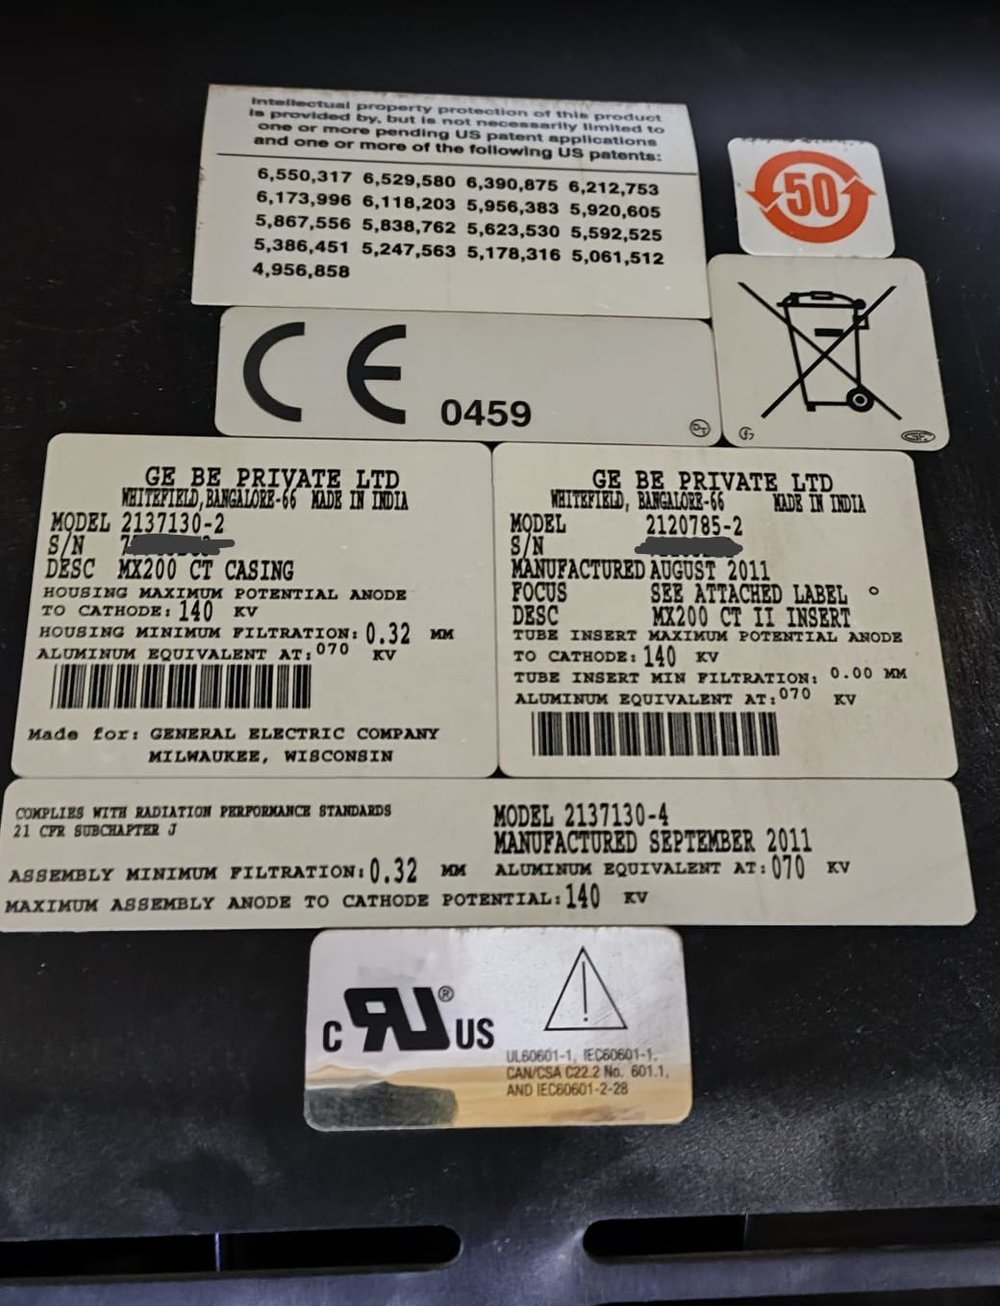 Intellectual property protection of this product
is provided by, but is not necessarily limited to
one or more pending US patent applications
and one or more of the following US patents:
6,550,317 6,529,580 6,390,875 6,212,753
6,173,996 6,118,203 5,956,383 5,920,605
5,867,556 5,838,762 5,623,530 5,592,525
5,386,451 5,247,563 5,178,316 5,061,512
4,956,858
50
CE 0459
GE BE PRIVATE LTD
WHITEFIELD, BANGALORE-66 MADE IN INDIA
MODEL 2137130-2
S/N
DESC MX200 CT CASING
HOUSING MAXIMUM POTENTIAL ANODE
TO CATHODE: 140 KV
HOUSING MINIMUM FILTRATION: 0.32 MM
ALUMINUM EQUIVALENT AT: 070 KV
Made for: GENERAL ELECTRIC COMPANY
MILWAUKEE, WISCONSIN
GE BE PRIVATE LTD
WHITEFIELD, BANGALORE-66 MADE IN INDIA
MODEL 2120785-2
S/N
MANUFACTURED AUGUST 2011
FOCUS SEE ATTACHED LABEL
DESC MX200 CT II INSERT
TUBE INSERT MAXIMUM POTENTIAL ANODE
TO CATHODE: 140 KV
TUBE INSERT MIN FILTRATION: 0.00 MM
ALUMINUM EQUIVALENT AT: 070 KV
COMPLIES WITH RADIATION PERFORMANCE STANDARDS
21 CFR SUBCHAPTER J
MODEL 2137130-4
MANUFACTURED SEPTEMBER 2011
ASSEMBLY MINIMUM FILTRATION: 0.32 MM ALUMINUM EQUIVALENT AT: 070 KV
MAXIMUM ASSEMBLY ANODE TO CATHODE POTENTIAL: 140 KV
C RU® US
UL60601-1, IEC60601-1,
CAN/CSA C22.2 No. 601.1,
AND IEC60601-2-28